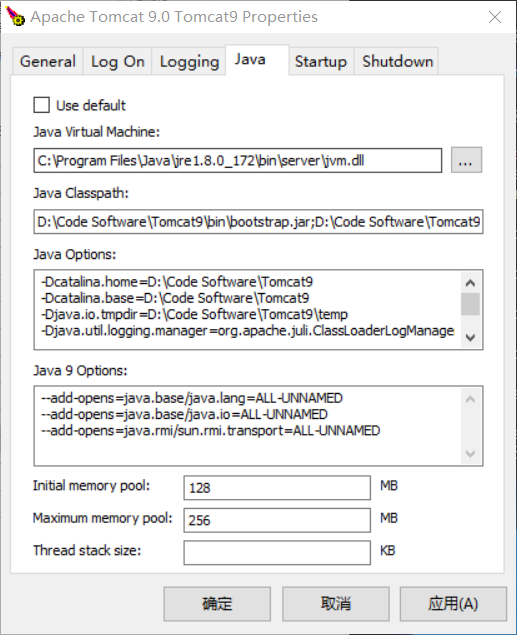 Apache Tomcat 9.0 Tomcat9 Properties
General Log On Logging Java Startup Shutdown
Use default
Java Virtual Machine:
C:\Program Files\Java\jre1.8.0_172\bin\server\jvm.dll
...
Java Classpath:
D:\Code Software\Tomcat9\bin\bootstrap.jar;D:\Code Software\Tomcat9
Java Options:
-Dcatalina.home=D:\Code Software\Tomcat9
-Dcatalina.base=D:\Code Software\Tomcat9
-Djava.io.tmpdir=D:\Code Software\Tomcat9\temp
-Djava.util.logging.manager=org.apache.juli.ClassLoaderLogManager
Java 9 Options:
--add-opens=java.base/java.lang=ALL-UNNAMED
--add-opens=java.base/java.io=ALL-UNNAMED
--add-opens=java.rmi/sun.rmi.transport=ALL-UNNAMED
Initial memory pool: 128 MB
Maximum memory pool: 256 MB
Thread stack size: KB
确定 取消 应用(A)